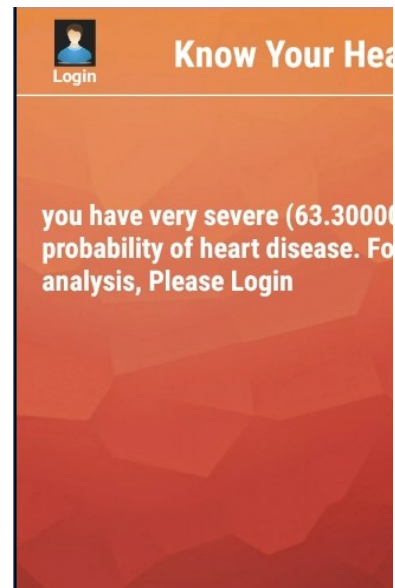 Login
Know Your Hea
you have very severe (63.30000
probability of heart disease. Fo
analysis, Please Login